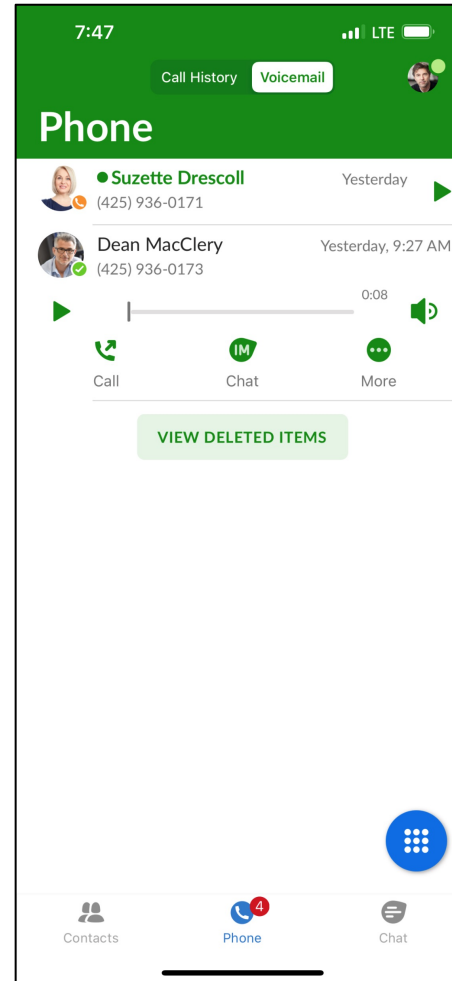 7:47 LTE
Call History Voicemail
Phone
Suzette Drescoll Yesterday
(425) 936-0171
Dean MacClery Yesterday, 9:27 AM
(425) 936-0173
0:08
IM
Call Chat More
VIEW DELETED ITEMS
4
Contacts Phone Chat